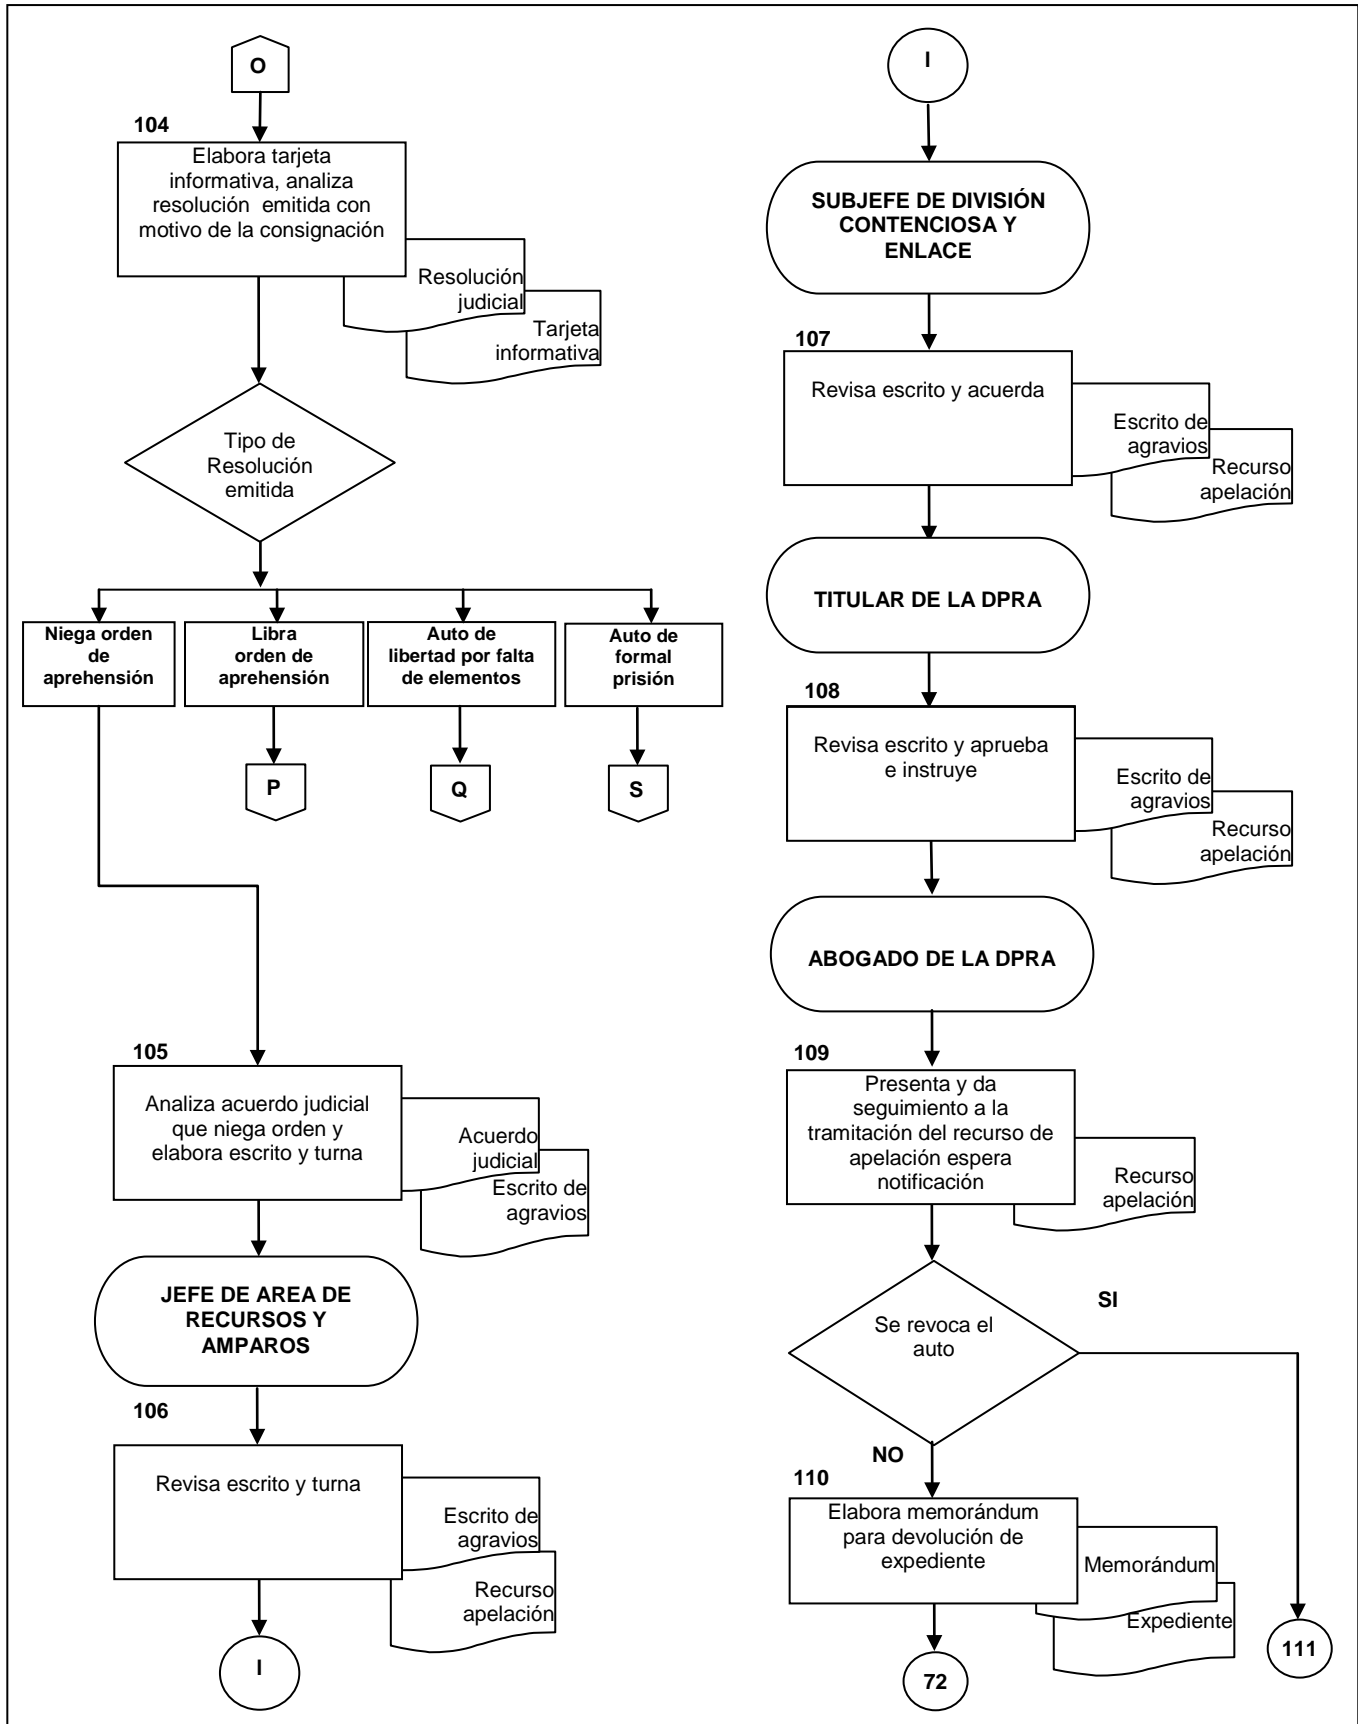 O
104
Elabora tarjeta
informativa, analiza
resolución emitida con
motivo de la consignación
Resolución
judicial
Tarjeta
informativa
Tipo de
Resolución
emitida
Niega orden
de
aprehensión
Libra
orden de
aprehensión
Auto de
libertad por falta
de elementos
Auto de
formal
prisión
P
Q
S
105
Analiza acuerdo judicial
que niega orden y
elabora escrito y turna
Acuerdo
judicial
Escrito de
agravios
JEFE DE AREA DE
RECURSOS Y
AMPAROS
106
Revisa escrito y turna
Escrito de
agravios
Recurso
apelación
I
I
SUBJEFE DE DIVISIÓN
CONTENCIOSA Y
ENLACE
107
Revisa escrito y acuerda
Escrito de
agravios
Recurso
apelación
TITULAR DE LA DPRA
108
Revisa escrito y aprueba
e instruye
Escrito de
agravios
Recurso
apelación
ABOGADO DE LA DPRA
109
Presenta y da
seguimiento a la
tramitación del recurso de
apelación espera
notificación
Recurso
apelación
Se revoca el
auto
SI
NO
110
Elabora memorándum
para devolución de
expediente
Memorándum
Expediente
72
111